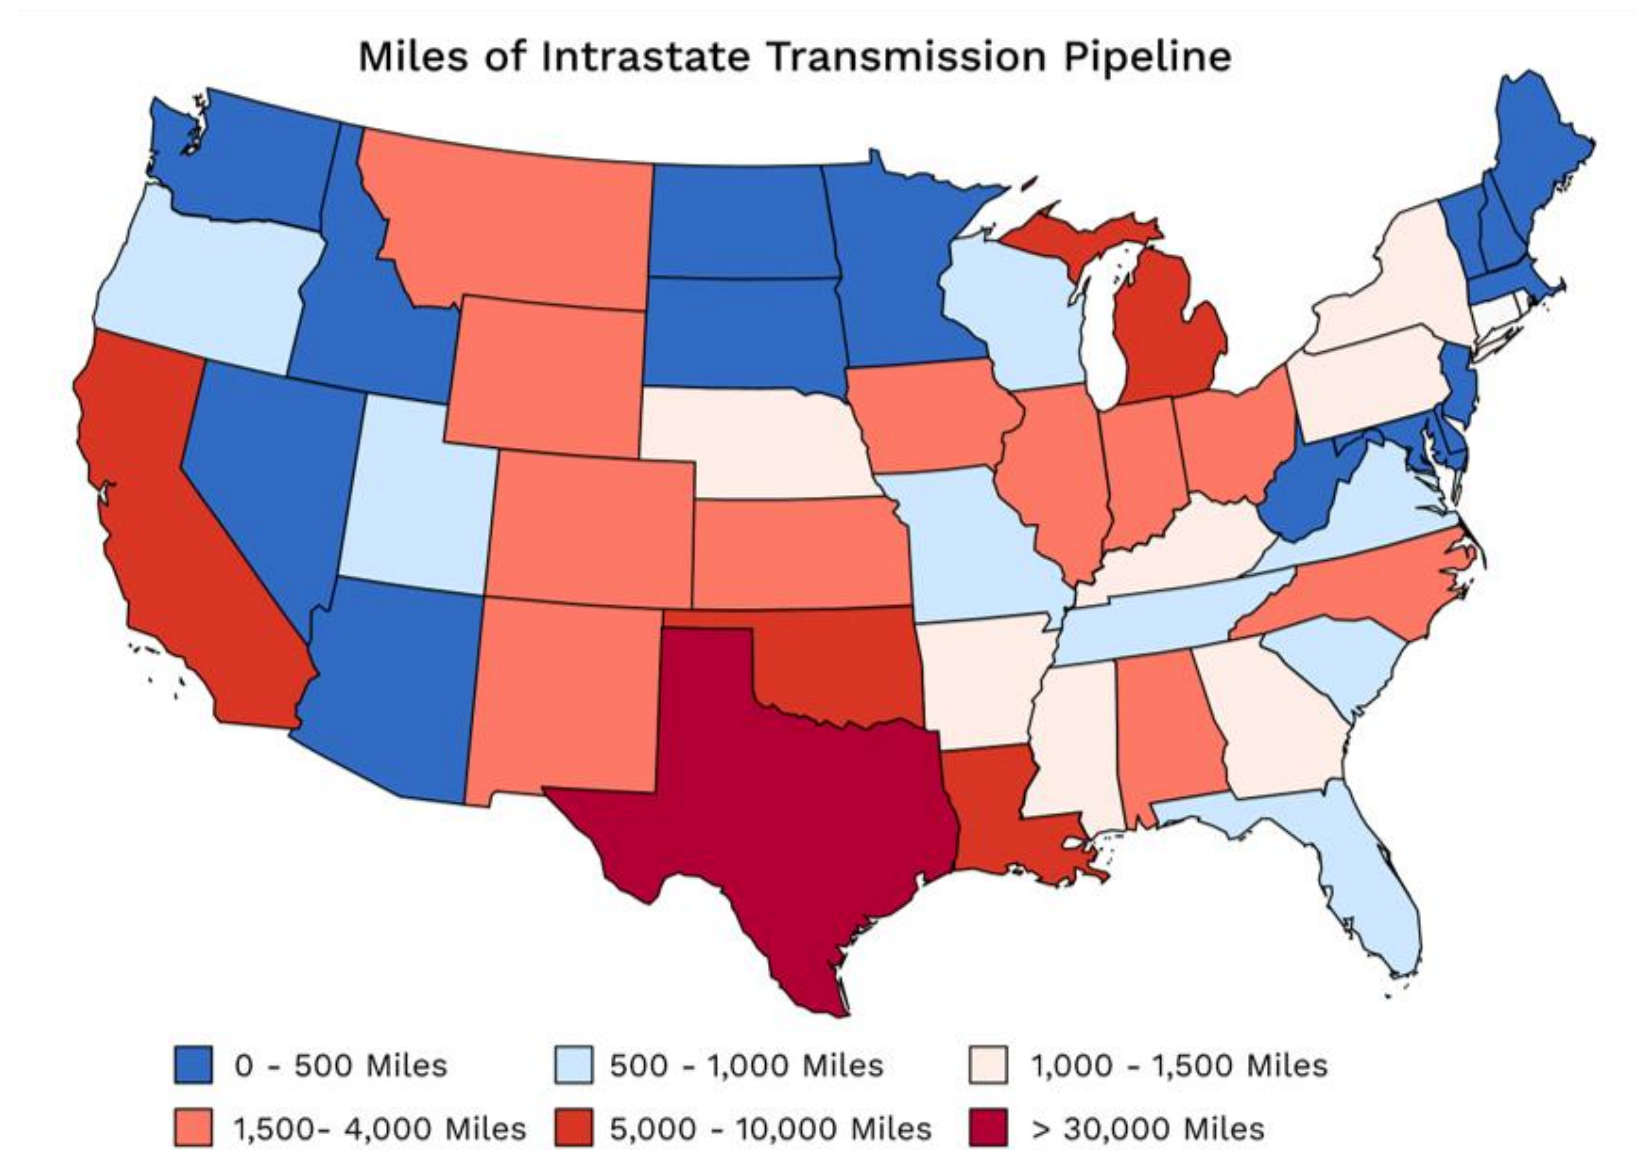 Miles of Intrastate Transmission Pipeline
0 - 500 Miles
500 - 1,000 Miles
1,000 - 1,500 Miles
1,500- 4,000 Miles
5,000 - 10,000 Miles
> 30,000 Miles